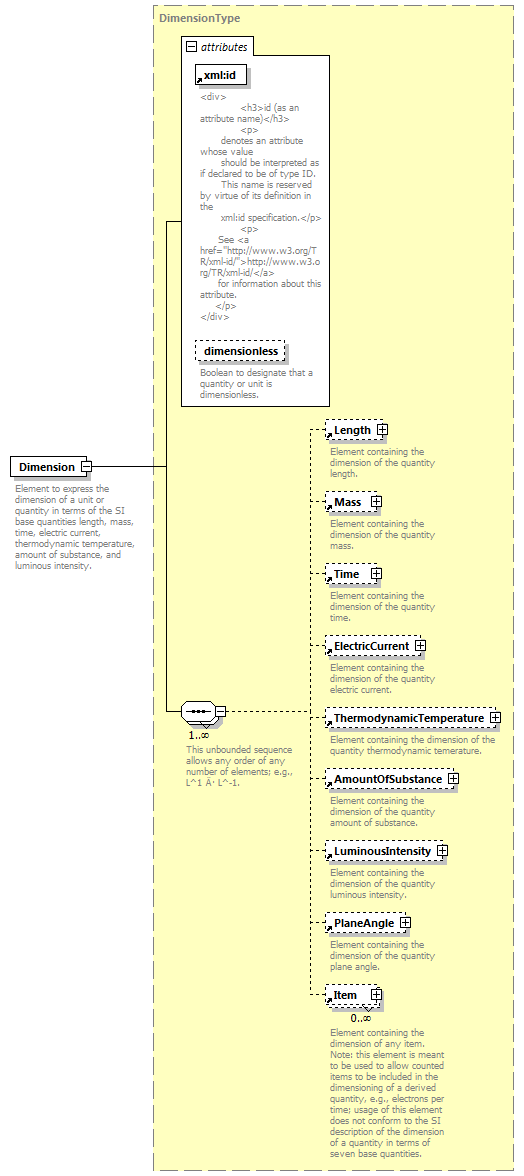 DimensionType
attributes
xml:id
<div>
<h3>id (as an
attribute name)</h3>
<p>
denotes an attribute
whose value
should be interpreted as
if declared to be of type ID.
This name is reserved
by virtue of its definition in
the
xml:id specification.</p>
<p>
See <a
href="http://www.w3.org/T
R/xml-id/">http://www.w3.o
rg/TR/xml-id/</a>
for information about this
attribute.
</p>
</div>
dimensionless
Boolean to designate that a
quantity or unit is
dimensionless.
Dimension
Element to express the
dimension of a unit or
quantity in terms of the SI
base quantities length, mass,
time, electric current,
thermodynamic temperature,
amount of substance, and
luminous intensity.
1..∞
This unbounded sequence
allows any order of any
number of elements; e.g.,
L^1 Â· L^-1.
Length
Element containing the
dimension of the quantity
length.
Mass
Element containing the
dimension of the quantity
mass.
Time
Element containing the
dimension of the quantity
time.
ElectricCurrent
Element containing the
dimension of the quantity
electric current.
ThermodynamicTemperature
Element containing the dimension of the
quantity thermodynamic temerature.
AmountOfSubstance
Element containing the
dimension of the quantity
amount of substance.
LuminousIntensity
Element containing the
dimension of the quantity
luminous intensity.
PlaneAngle
Element containing the
dimension of the quantity
plane angle.
Item
0..∞
Element containing the
dimension of any item.
Note: this element is meant
to be used to allow counted
items to be included in the
dimensioning of a derived
quantity, e.g., electrons per
time; usage of this element
does not conform to the SI
description of the dimension
of a quantity in terms of
seven base quantities.